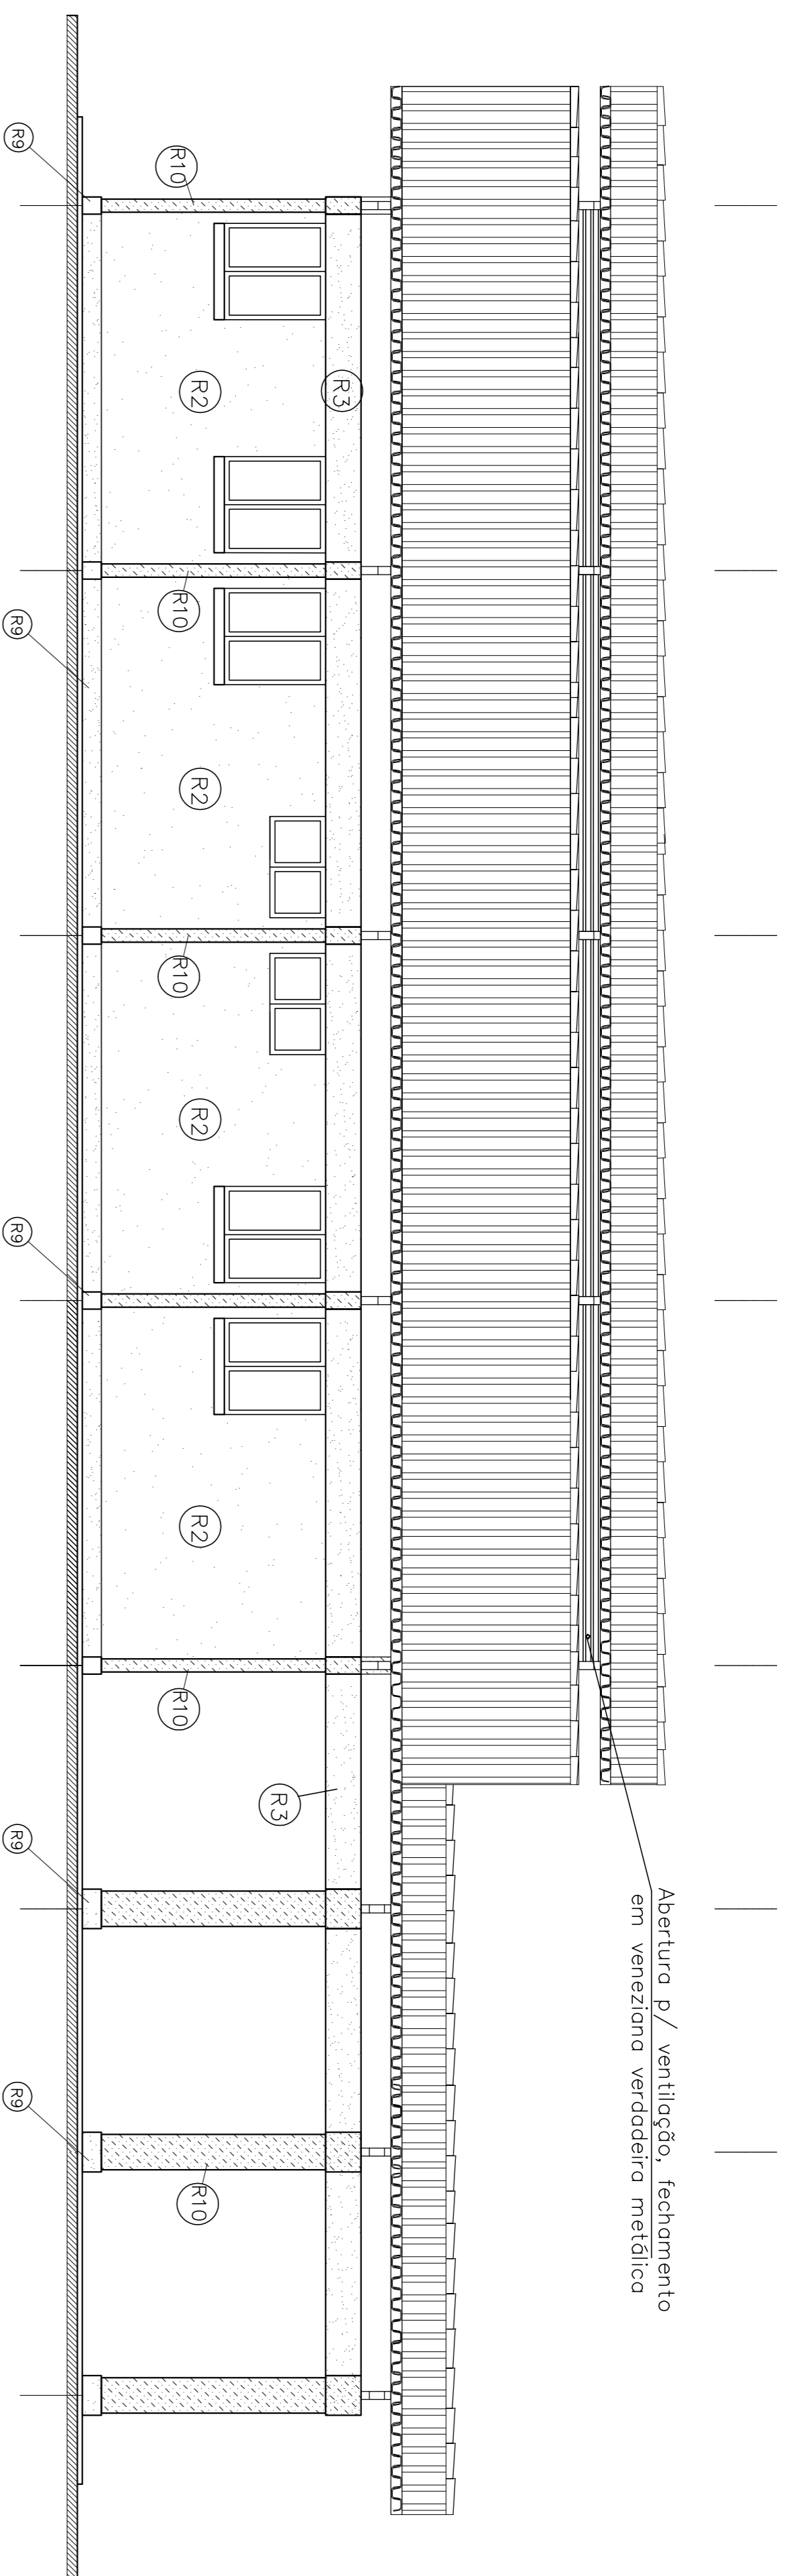 Abertura p/ ventilação, fechamento
em veneziana verdadeira metálica
R3
R3
R2
R2
R2
R2
R10
R10
R10
R10
R10
R9
R9
R9
R9
R9